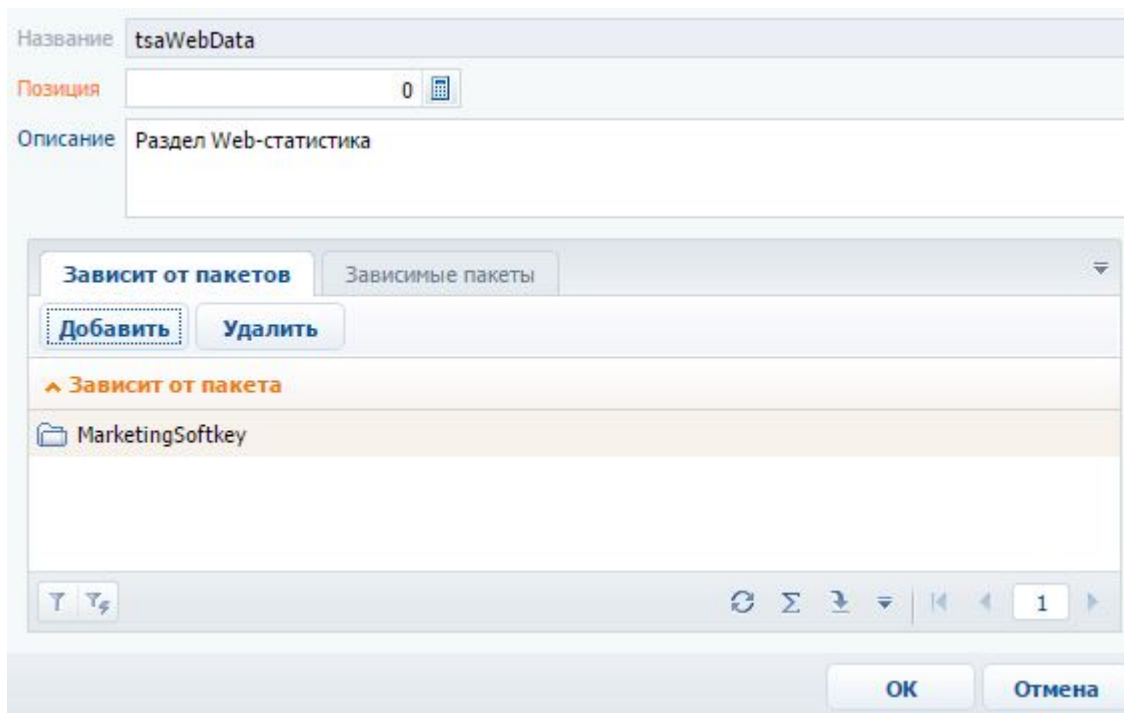 Название tsaWebData
Позиция 0
Описание Раздел Web-статистика
Зависит от пакетов Зависимые пакеты
Добавить Удалить
Зависит от пакета
MarketingSoftkey
1
ОК Отмена